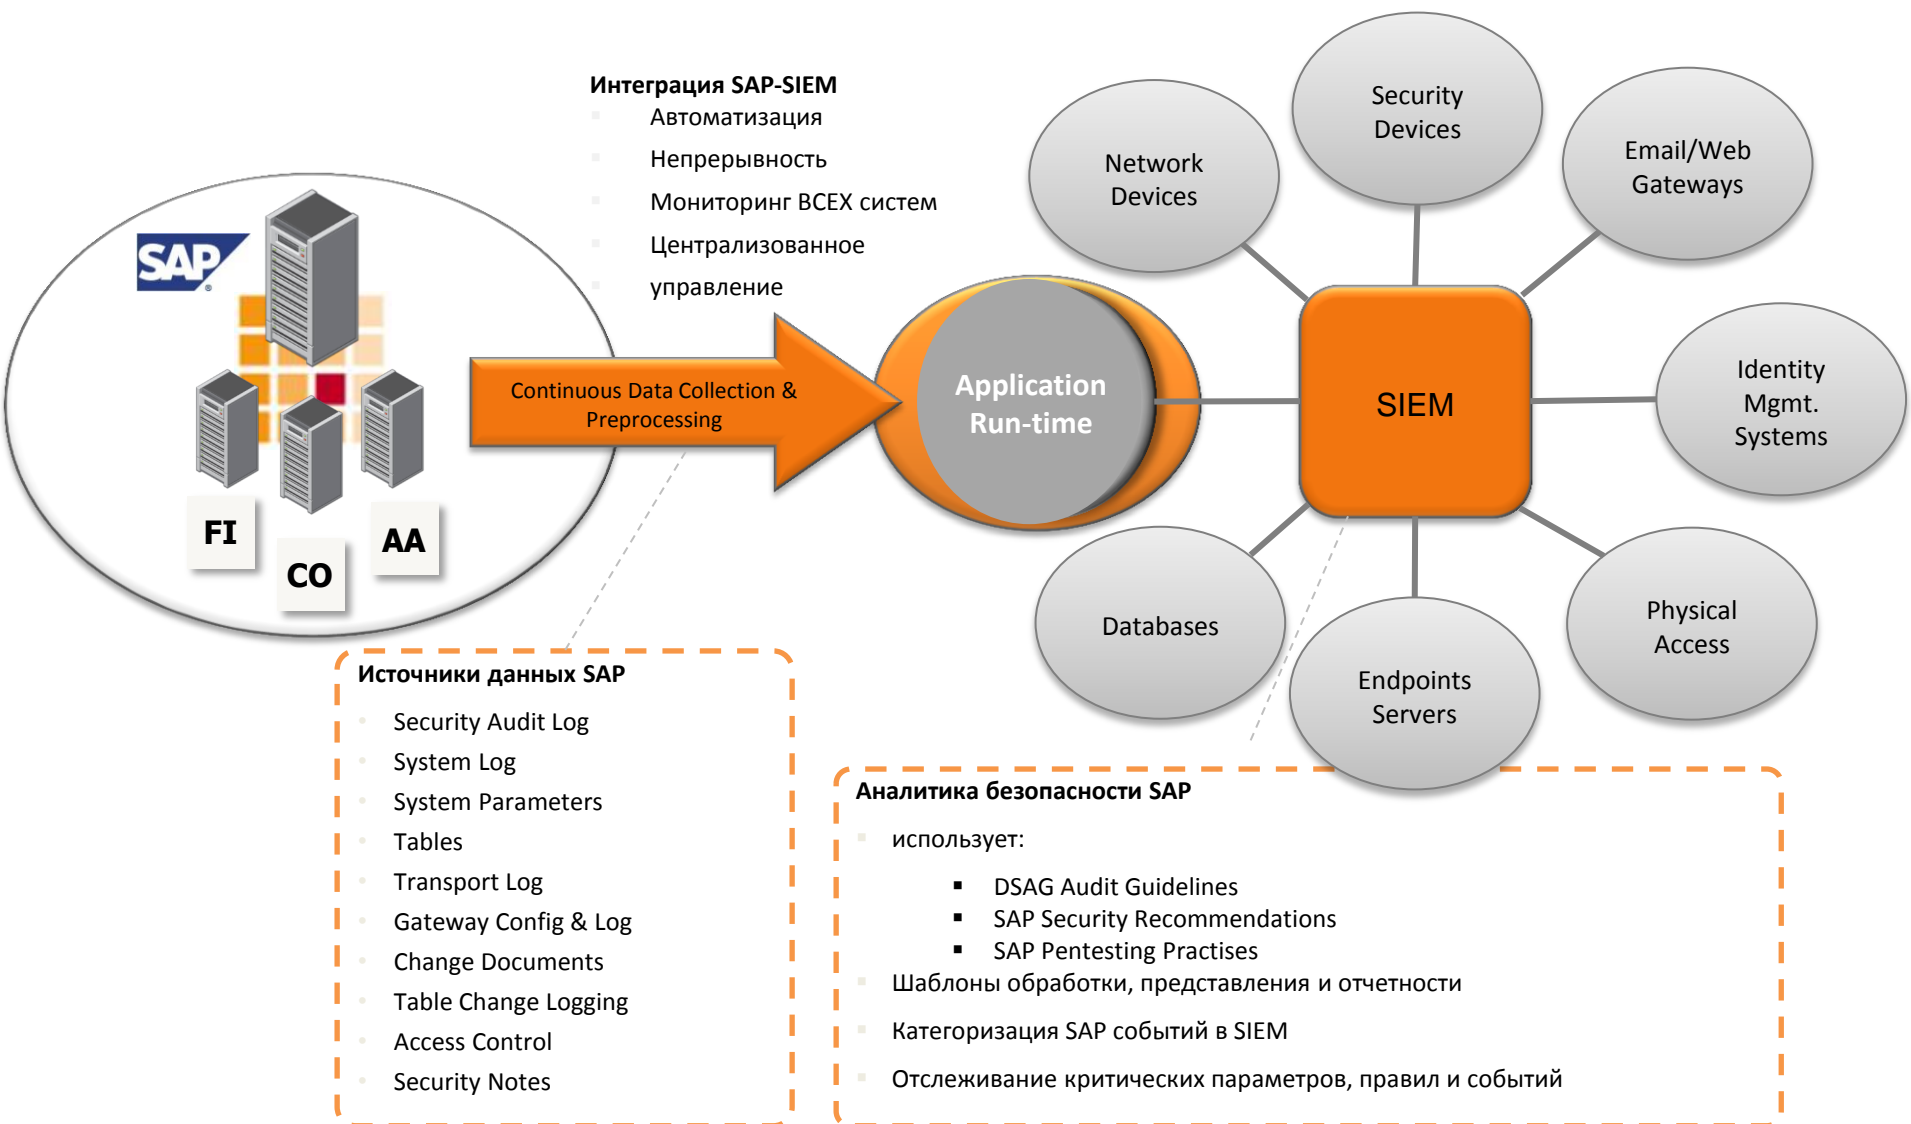 Интеграция SAP-SIEM
Автоматизация
Непрерывность
Мониторинг ВСЕХ систем
Централизованное
управление
SAP
®
FI
CO
AA
Continuous Data Collection &
Preprocessing
Application
Run-time
SIEM
Network
Devices
Security
Devices
Email/Web
Gateways
Identity
Mgmt.
Systems
Physical
Access
Endpoints
Servers
Databases
Источники данных SAP
Security Audit Log
System Log
System Parameters
Tables
Transport Log
Gateway Config & Log
Change Documents
Table Change Logging
Access Control
Security Notes
Аналитика безопасности SAP
использует:
DSAG Audit Guidelines
SAP Security Recommendations
SAP Pentesting Practises
Шаблоны обработки, представления и отчетности
Категоризация SAP событий в SIEM
Отслеживание критических параметров, правил и событий